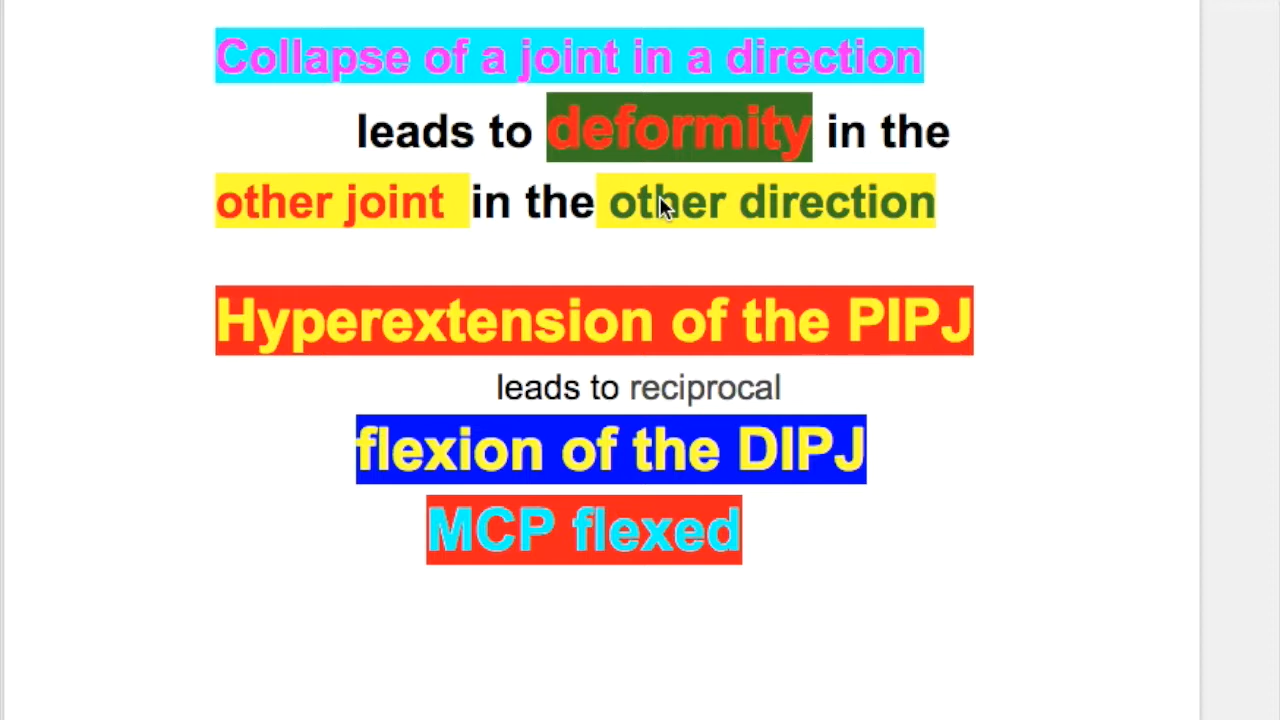 Collapse of a joint in a direction
leads to deformity in the
other joint in the other direction
Hyperextension of the PIPJ
leads to reciprocal
flexion of the DIPJ
MCP flexed